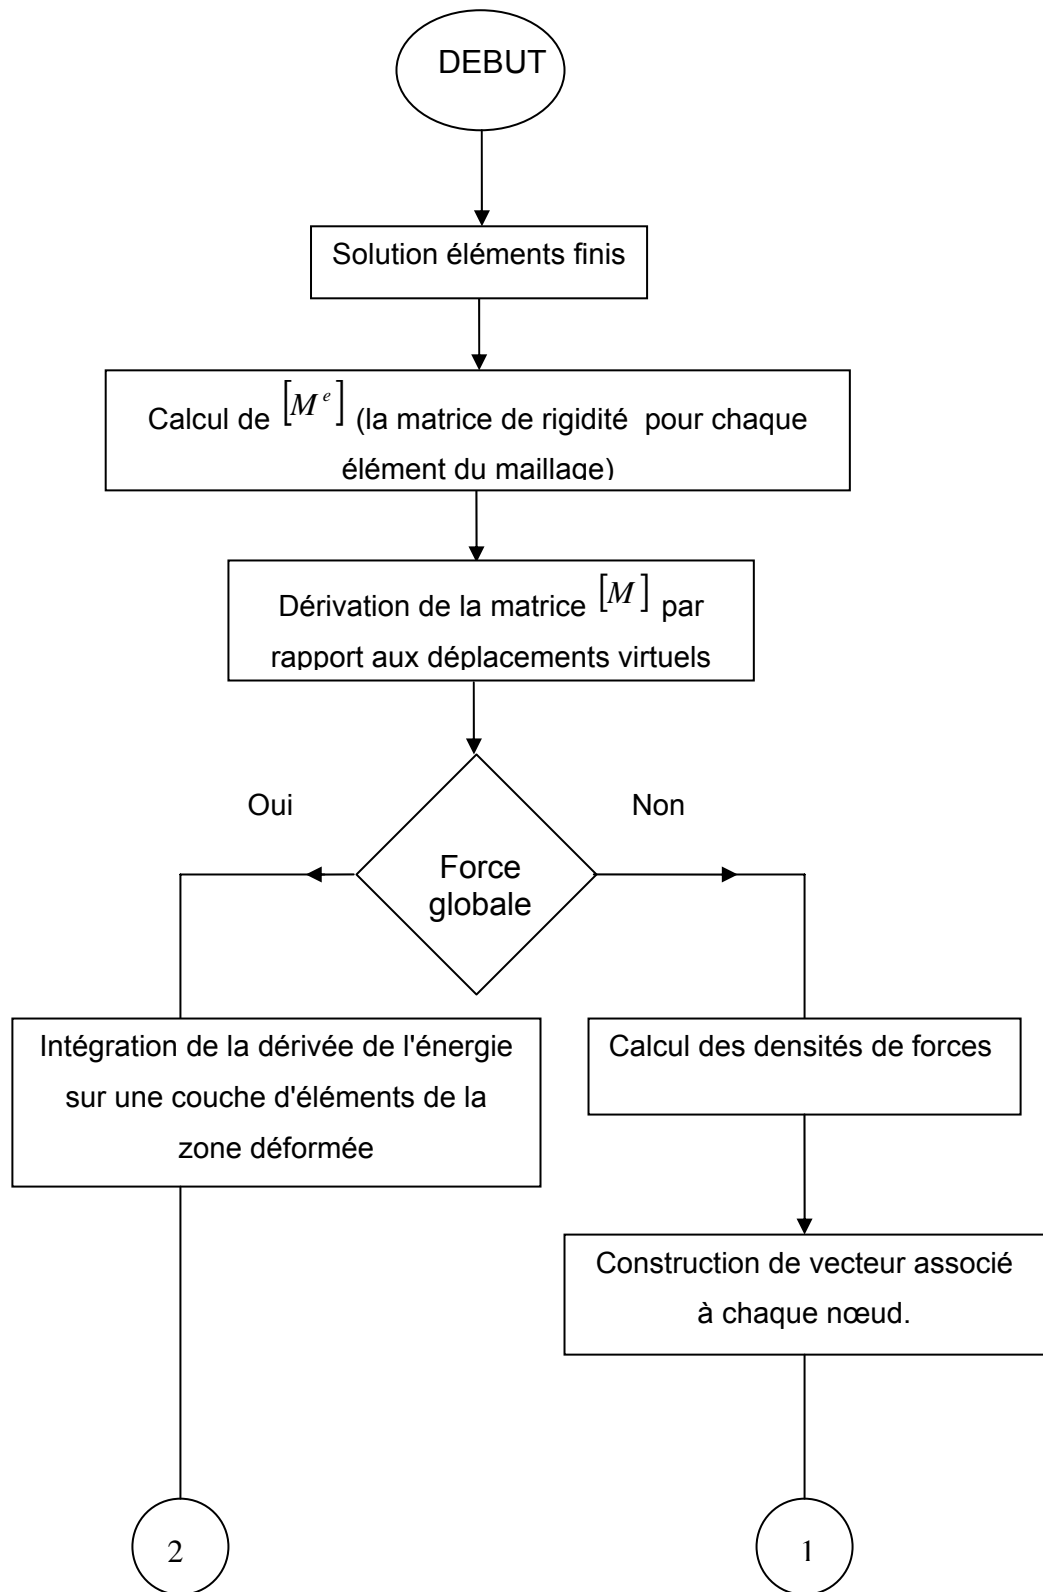 DEBUT
Solution éléments finis
Calcul de [M^e] (la matrice de rigidité pour chaque
élément du maillage)
Dérivation de la matrice [M] par
rapport aux déplacements virtuels
Oui
Non
Force
globale
Intégration de la dérivée de l'énergie
sur une couche d'éléments de la
zone déformée
Calcul des densités de forces
Construction de vecteur associé
à chaque nœud.
2
1